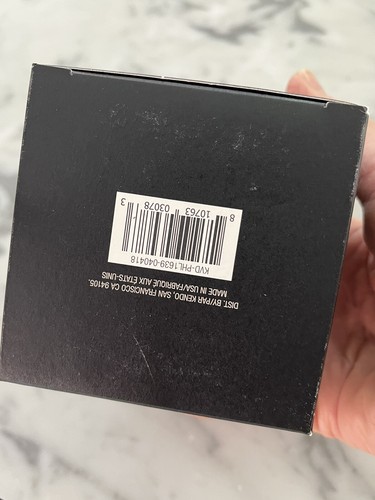 DIST. BY/PAR KENDO, SAN FRANCISCO CA 94105.
MADE IN USA/FABRIQUÉ AUX ÉTATS-UNIS
KVD-PHL1639-040418
8 10763 03078 3